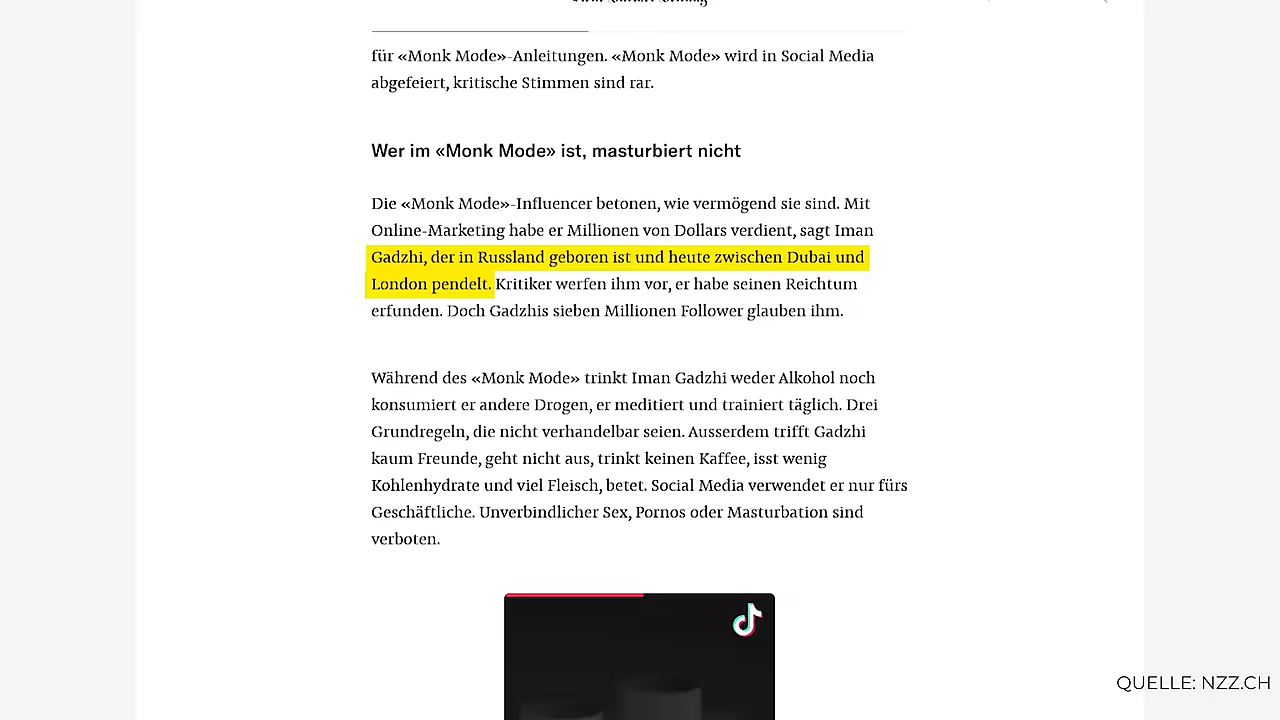 für «Monk Mode»-Anleitungen. «Monk Mode» wird in Social Media
abgefeiert, kritische Stimmen sind rar.
Wer im «Monk Mode» ist, masturbiert nicht
Die «Monk Mode»-Influencer betonen, wie vermögend sie sind. Mit
Online-Marketing habe er Millionen von Dollars verdient, sagt Iman
Gadzhi, der in Russland geboren ist und heute zwischen Dubai und
London pendelt. Kritiker werfen ihm vor, er habe seinen Reichtum
erfunden. Doch Gadzhis sieben Millionen Follower glauben ihm.
Während des «Monk Mode» trinkt Iman Gadzhi weder Alkohol noch
konsumiert er andere Drogen, er meditiert und trainiert täglich. Drei
Grundregeln, die nicht verhandelbar seien. Ausserdem trifft Gadzhi
kaum Freunde, geht nicht aus, trinkt keinen Kaffee, isst wenig
Kohlenhydrate und viel Fleisch, betet. Social Media verwendet er nur fürs
Geschäftliche. Unverbindlicher Sex, Pornos oder Masturbation sind
verboten.
QUELLE: NZZ.CH